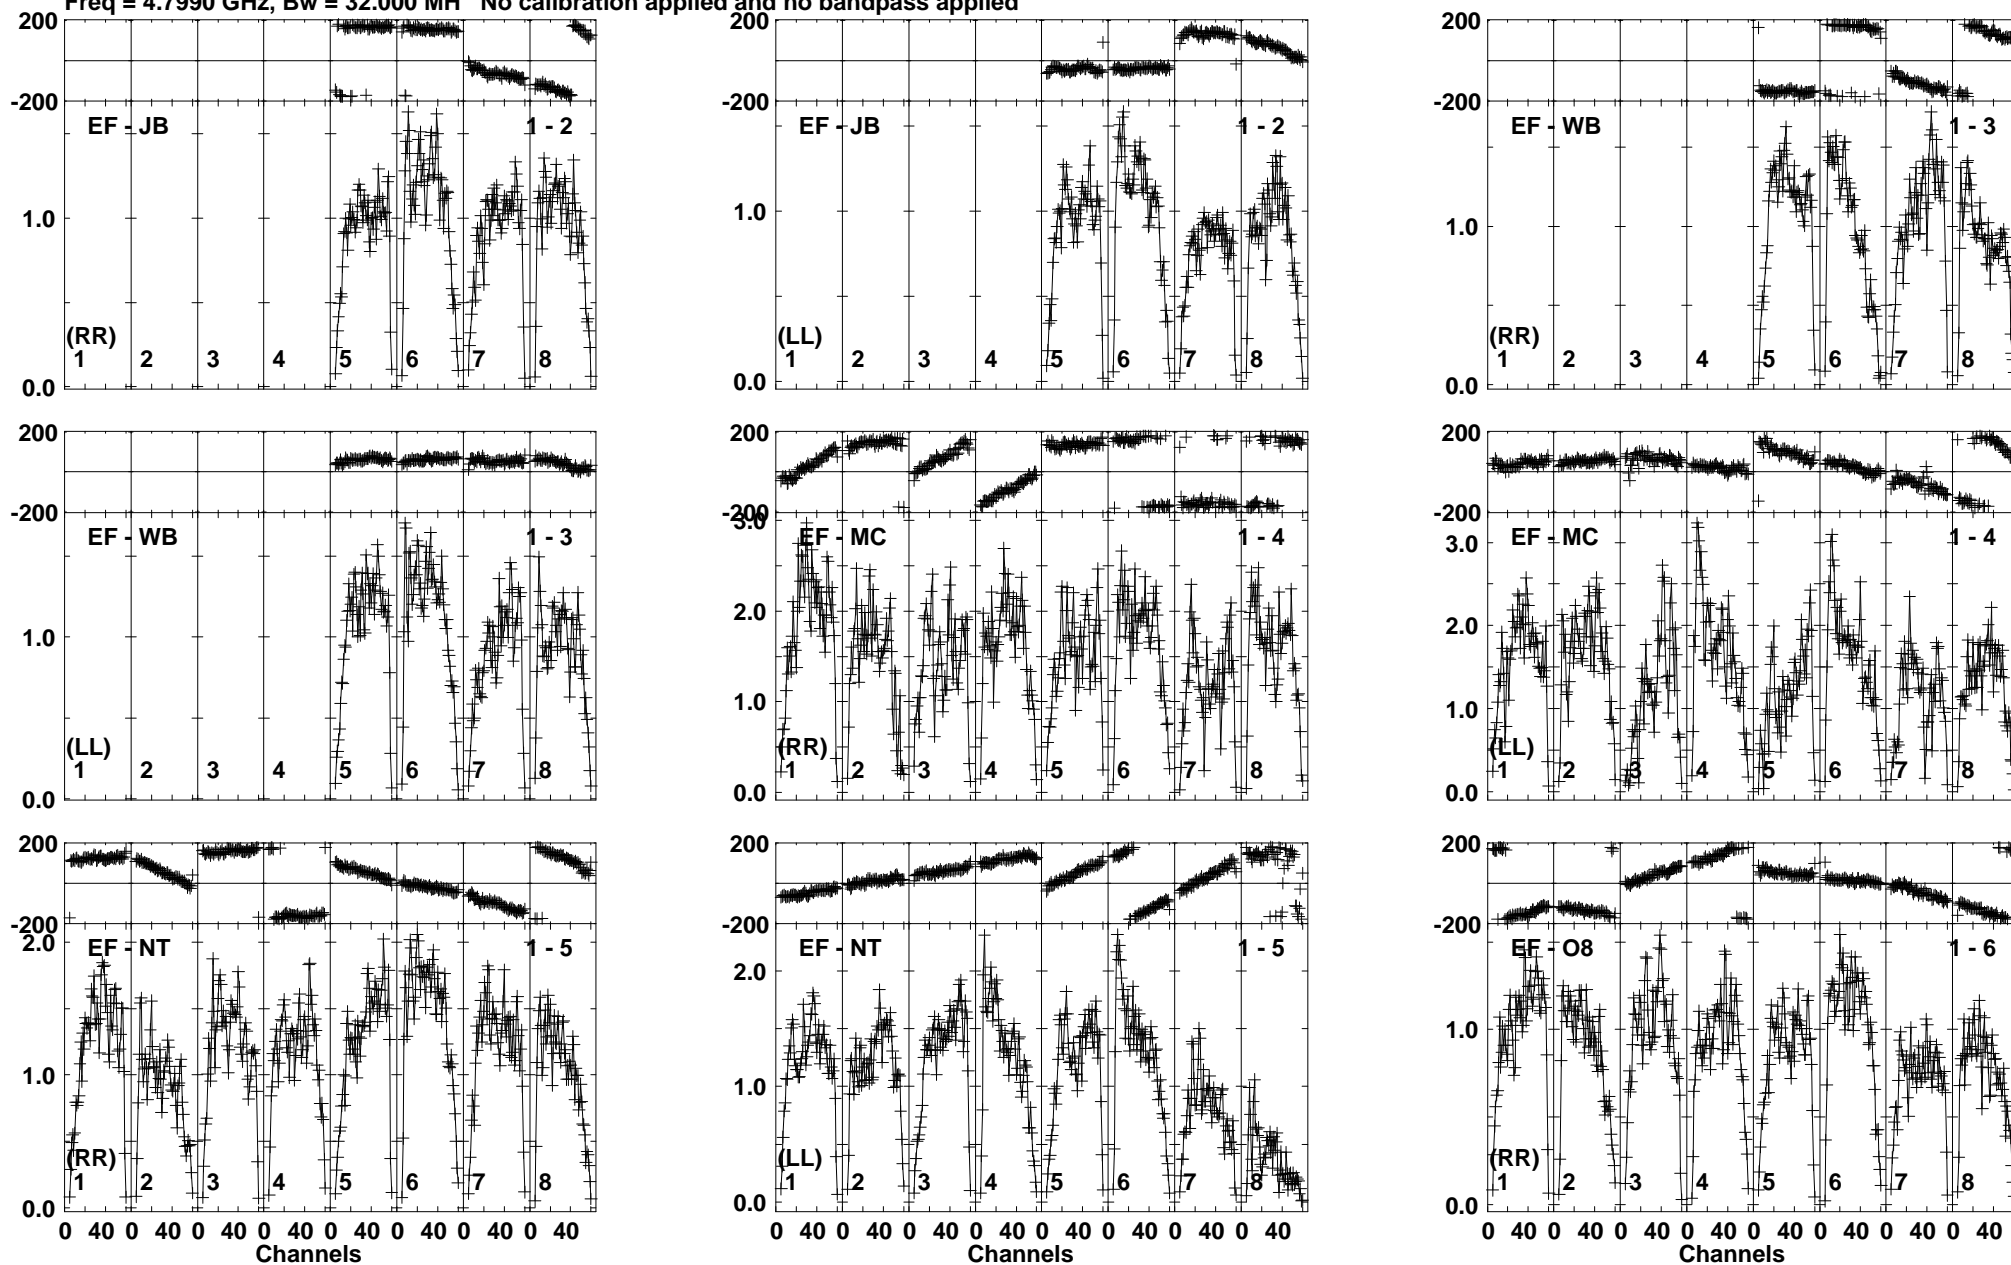 Freq = 4.7990 GHz, Bw = 32.000 MH No calibration applied and no bandpass applied
200 200 200
-200 -200 -200
EF - JB 1 - 2 EF - JB 1 - 2 EF - WB 1 - 3
1.0 1.0 1.0
(RR) (LL) (RR)
1 2 3 4 5 6 7 8 1 2 3 4 5 6 7 8 1 2 3 4 5 6 7 8
0.0 0.0 0.0
200 200 200
-200 -200 -200
3.0
EF - WB 1 - 3 EF - MC 1 - 4 EF - MC 1 - 4
3.0
2.0 2.0
1.0 1.0 1.0
(LL) (RR) (LL)
1 2 3 4 5 6 7 8 1 2 3 4 5 6 7 8 1 2 3 4 5 6 7 8
0.0 0.0 0.0
200 200 200
-200 -200 -200
2.0
EF - NT 1 - 5 EF - NT 1 - 5 EF - O8 1 - 6
2.0
1.0 1.0 1.0
(RR) (LL) (RR)
1 2 3 4 5 6 7 8 1 2 3 4 5 6 7 8 1 2 3 4 5 6 7 8
0.0 0.0 0.0
0 40 0 40 0 40 0 40 0 40 0 40 0 40 0 40 0 40 0 40 0 40 0 40 0 40 0 40 0 40 0 40 0 40 0 40 0 40 0 40 0 40 0 40 0 40 0 40
Channels Channels Channels